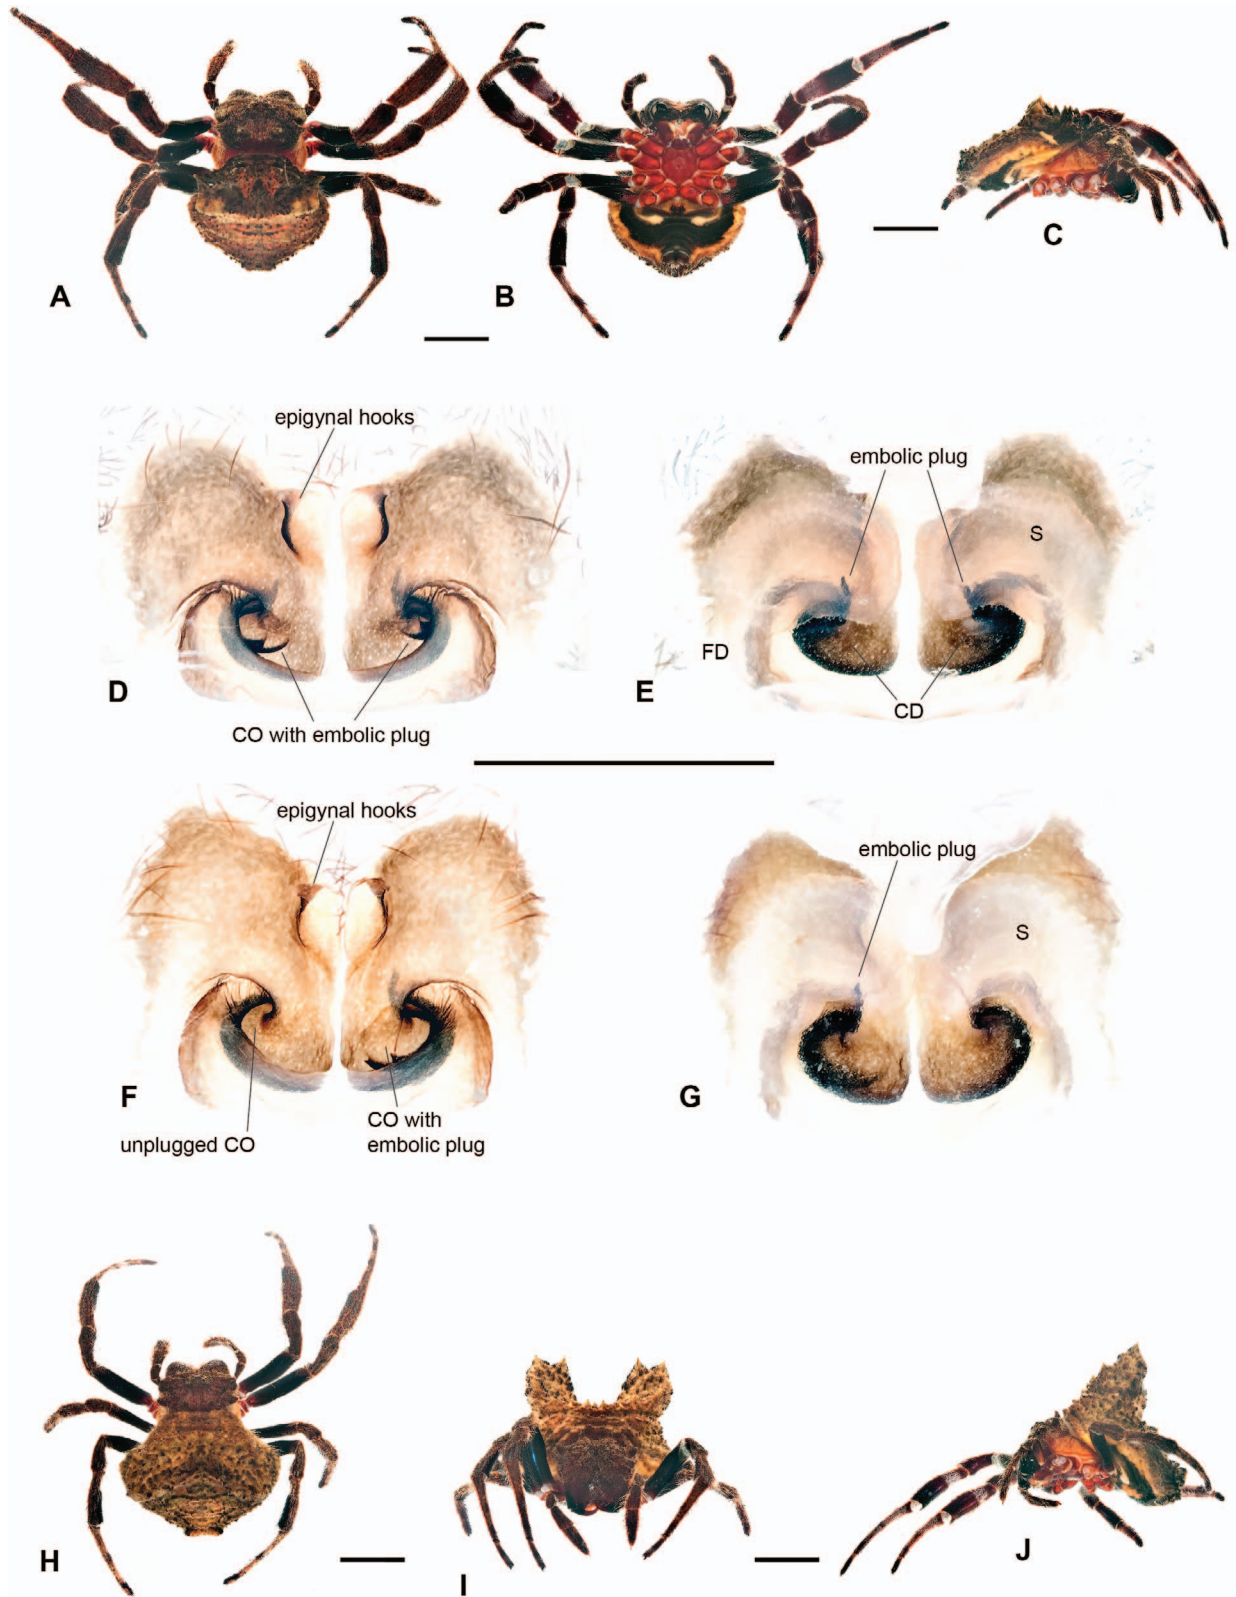 A
B
C
epigynal hooks
embolic plug
S
FD
D
E
CD
CO with embolic plug
epigynal hooks
embolic plug
S
F
G
unplugged CO
CO with
embolic plug
H
I
J